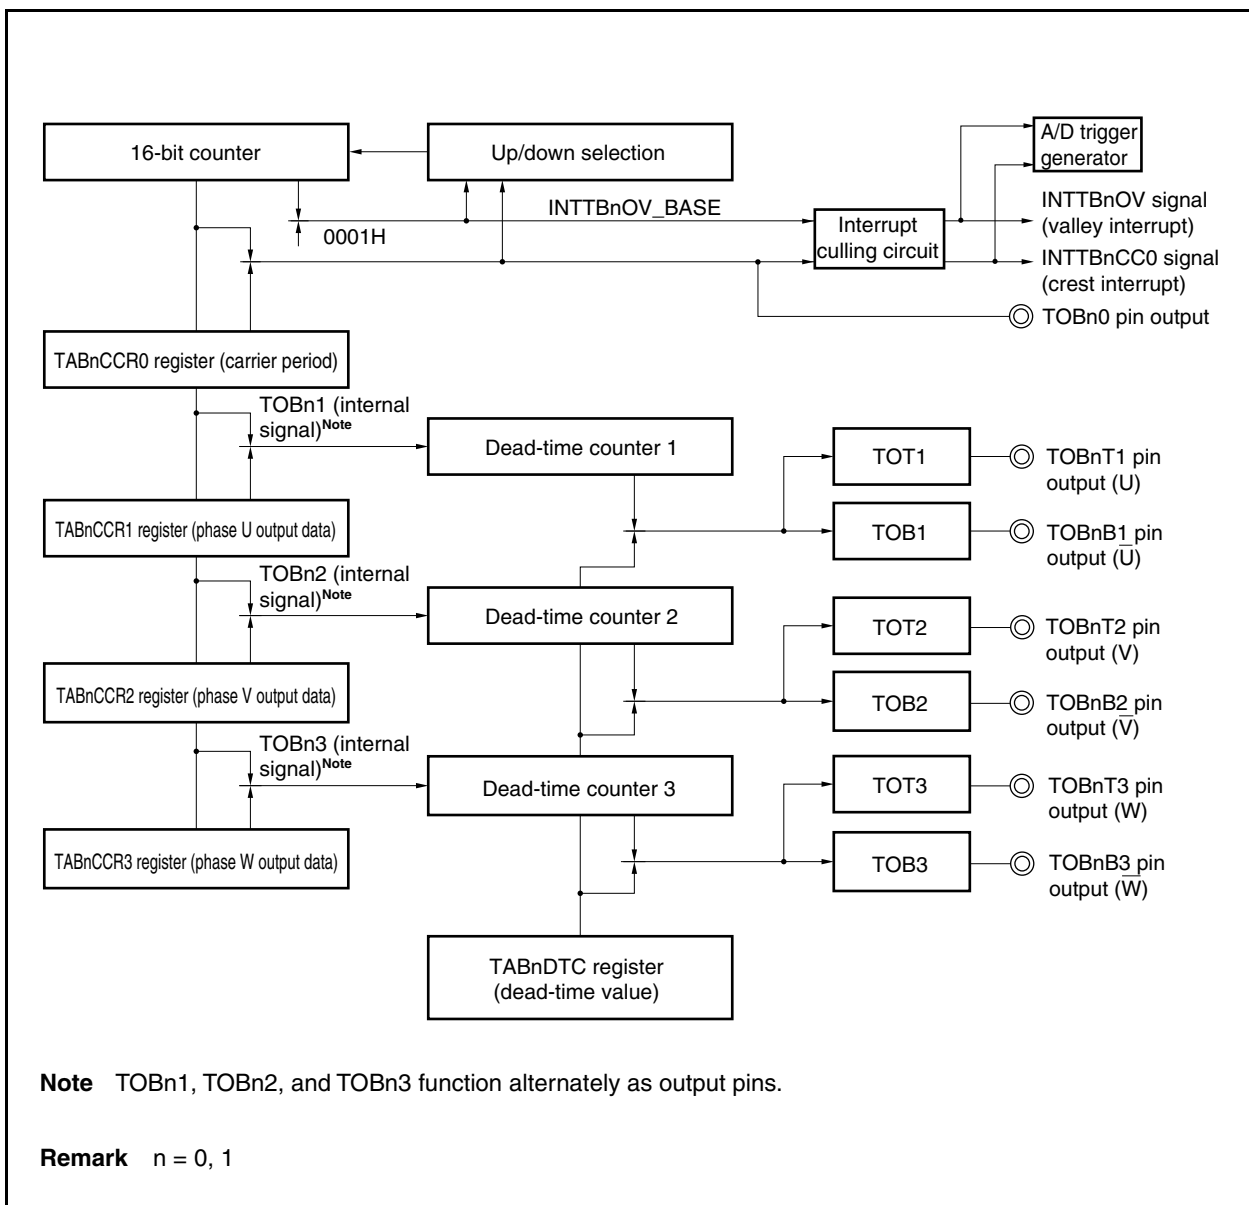 16-bit counter
Up/down selection
A/D trigger
generator
INTTBnOV_BASE
0001H
Interrupt
culling circuit
INTTBnOV signal
(valley interrupt)
INTTBnCC0 signal
(crest interrupt)
TOBn0 pin output
TABnCCR0 register (carrier period)
TOBn1 (internal
signal)Note
Dead-time counter 1
TOT1
TOBnT1 pin
output (U)
TABnCCR1 register (phase U output data)
TOB1
TOBnB1 pin
output (U̅)
TOBn2 (internal
signal)Note
Dead-time counter 2
TOT2
TOBnT2 pin
output (V)
TABnCCR2 register (phase V output data)
TOB2
TOBnB2 pin
output (V̅)
TOBn3 (internal
signal)Note
Dead-time counter 3
TOT3
TOBnT3 pin
output (W)
TABnCCR3 register (phase W output data)
TOB3
TOBnB3 pin
output (W̅)
TABnDTC register
(dead-time value)
Note TOBn1, TOBn2, and TOBn3 function alternately as output pins.
Remark n = 0, 1